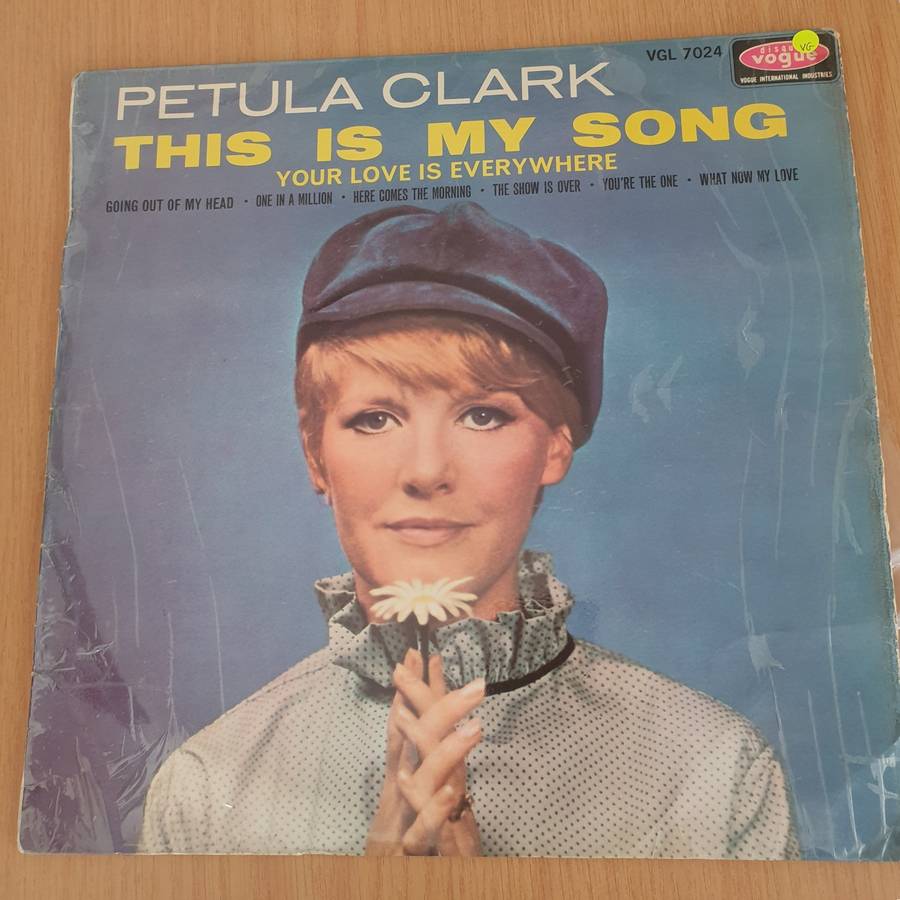 VGL 7024
disques
vogue
VG
VOGUE INTERNATIONAL INDUSTRIES
PETULA CLARK
THIS IS MY SONG
YOUR LOVE IS EVERYWHERE
GOING OUT OF MY HEAD • ONE IN A MILLION • HERE COMES THE MORNING • THE SHOW IS OVER • YOU'RE THE ONE • WHAT NOW MY LOVE